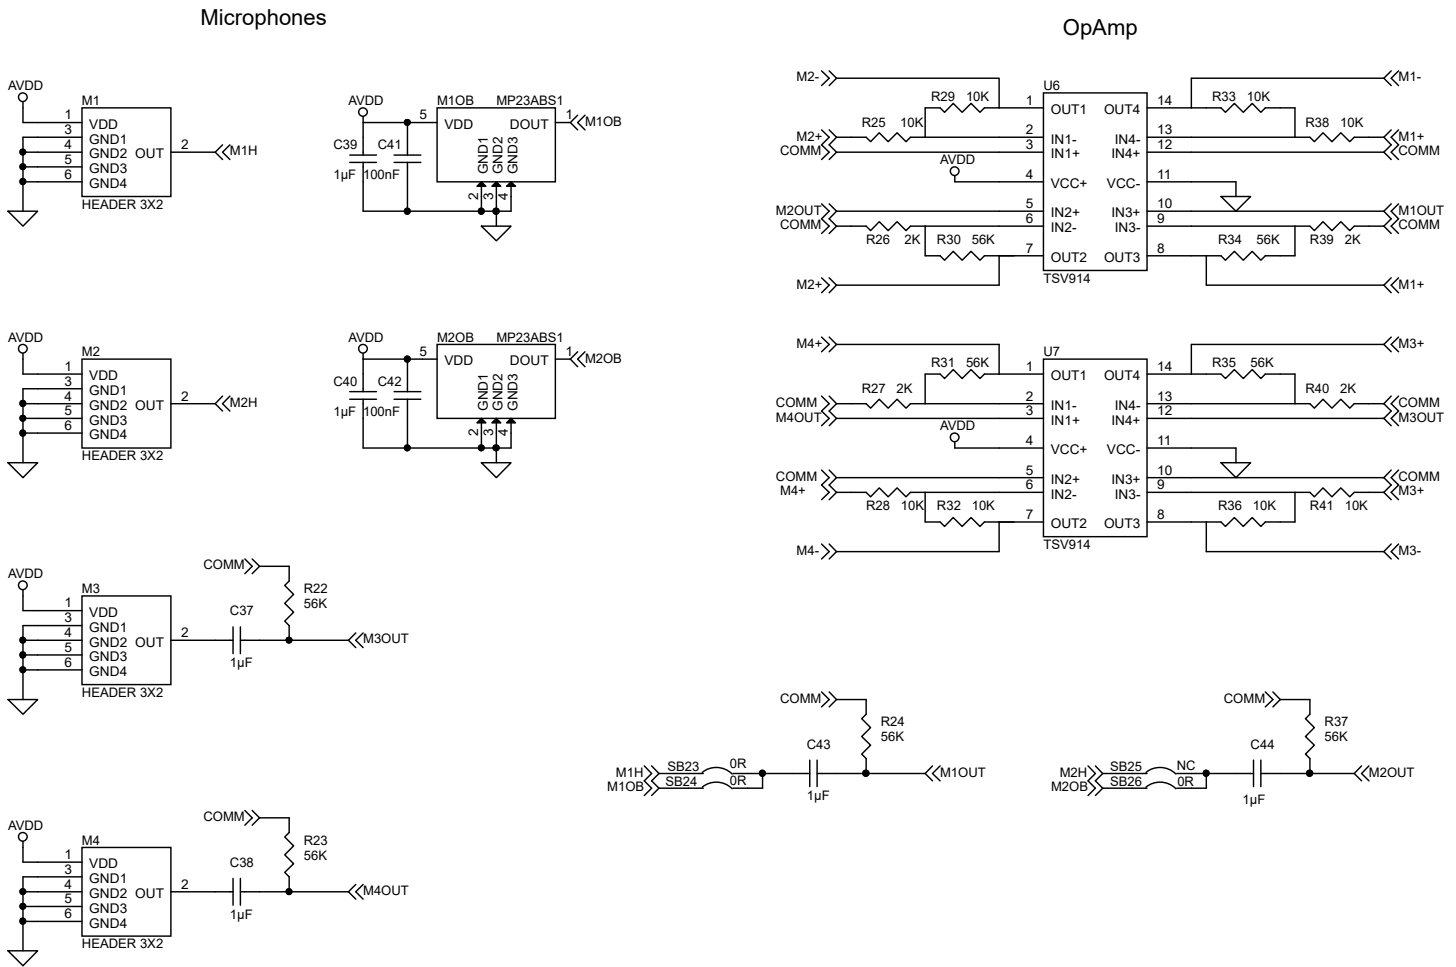 Microphones
OpAmp
AVDD
M1
1
3
4
5
6
VDD
GND1
GND2
GND3
GND4
OUT
2
M1H
HEADER 3X2
AVDD
C39
1µF
C41
100nF
5
M1OB
MP23ABS1
VDD
DOUT
GND1
GND2
GND3
2
3
4
1
M1OB
AVDD
M2
1
3
4
5
6
VDD
GND1
GND2
GND3
GND4
OUT
2
M2H
HEADER 3X2
AVDD
C40
1µF
C42
100nF
5
M2OB
MP23ABS1
VDD
DOUT
GND1
GND2
GND3
2
3
4
1
M2OB
AVDD
M3
1
3
4
5
6
VDD
GND1
GND2
GND3
GND4
OUT
2
HEADER 3X2
C37
1µF
COMM
R22
56K
M3OUT
AVDD
M4
1
3
4
5
6
VDD
GND1
GND2
GND3
GND4
OUT
2
HEADER 3X2
C38
1µF
COMM
R23
56K
M4OUT
M2-
R29 10K
R25 10K
M2+
COMM
AVDD
M2OUT
COMM
R26 2K
R30 56K
M2+
U6
1 OUT1 OUT4 14
2 IN1- IN4- 13
3 IN1+ IN4+ 12
4 VCC+ VCC- 11
5 IN2+ IN3+ 10
6 IN2- IN3- 9
7 OUT2 OUT3 8
TSV914
M1-
R33 10K
R38 10K
M1+
COMM
M1OUT
COMM
R34 56K
R39 2K
M1+
M4+
R31 56K
R27 2K
COMM
M4OUT
AVDD
COMM
M4+
R28 10K
R32 10K
M4-
U7
1 OUT1 OUT4 14
2 IN1- IN4- 13
3 IN1+ IN4+ 12
4 VCC+ VCC- 11
5 IN2+ IN3+ 10
6 IN2- IN3- 9
7 OUT2 OUT3 8
TSV914
M3+
R35 56K
R40 2K
COMM
M3OUT
COMM
M3+
R36 10K
R41 10K
M3-
COMM
R24
56K
M1H
SB23
0R
M1OB
SB24
0R
C43
1µF
M1OUT
COMM
R37
56K
M2H
SB25
NC
M2OB
SB26
0R
C44
1µF
M2OUT